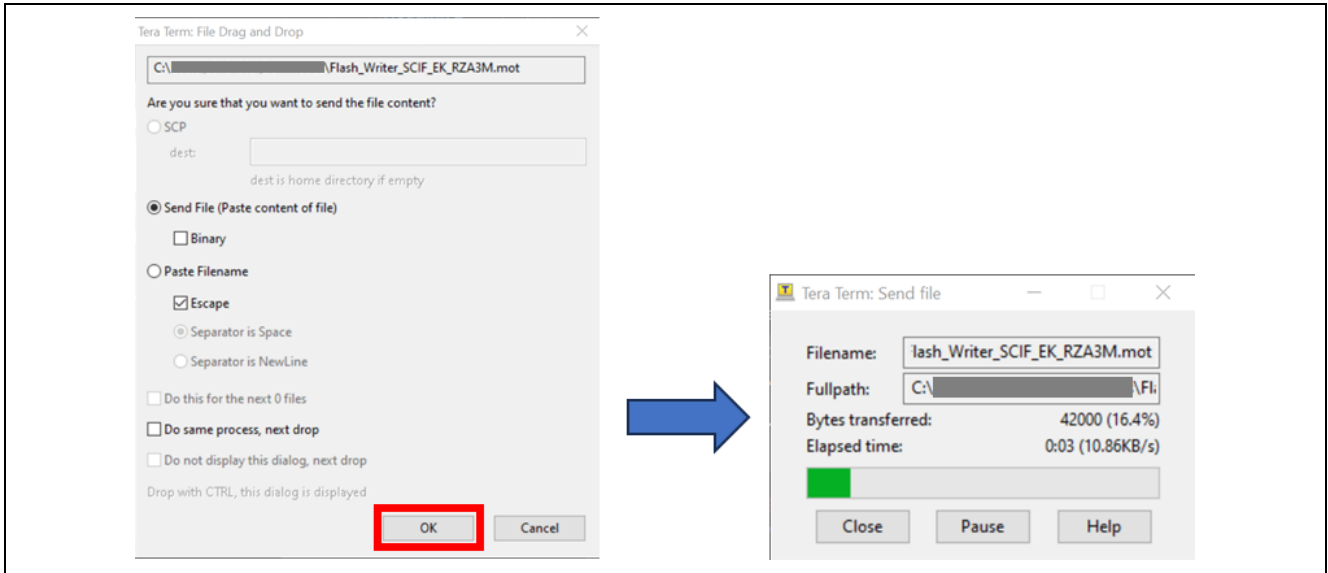 Tera Term: File Drag and Drop
C:\ \Flash_Writer_SCIF_EK_RZA3M.mot
Are you sure that you want to send the file content?
SCP
dest:
dest is home directory if empty
Send File (Paste content of file)
Binary
Paste Filename
Escape
Separator is Space
Separator is NewLine
Do this for the next 0 files
Do same process, next drop
Do not display this dialog, next drop
Drop with CTRL, this dialog is displayed
OK Cancel
Tera Term: Send file
Filename: lash_Writer_SCIF_EK_RZA3M.mot
Fullpath: C:\ \Fl
Bytes transferred: 42000 (16.4%)
Elapsed time: 0:03 (10.86KB/s)
Close Pause Help